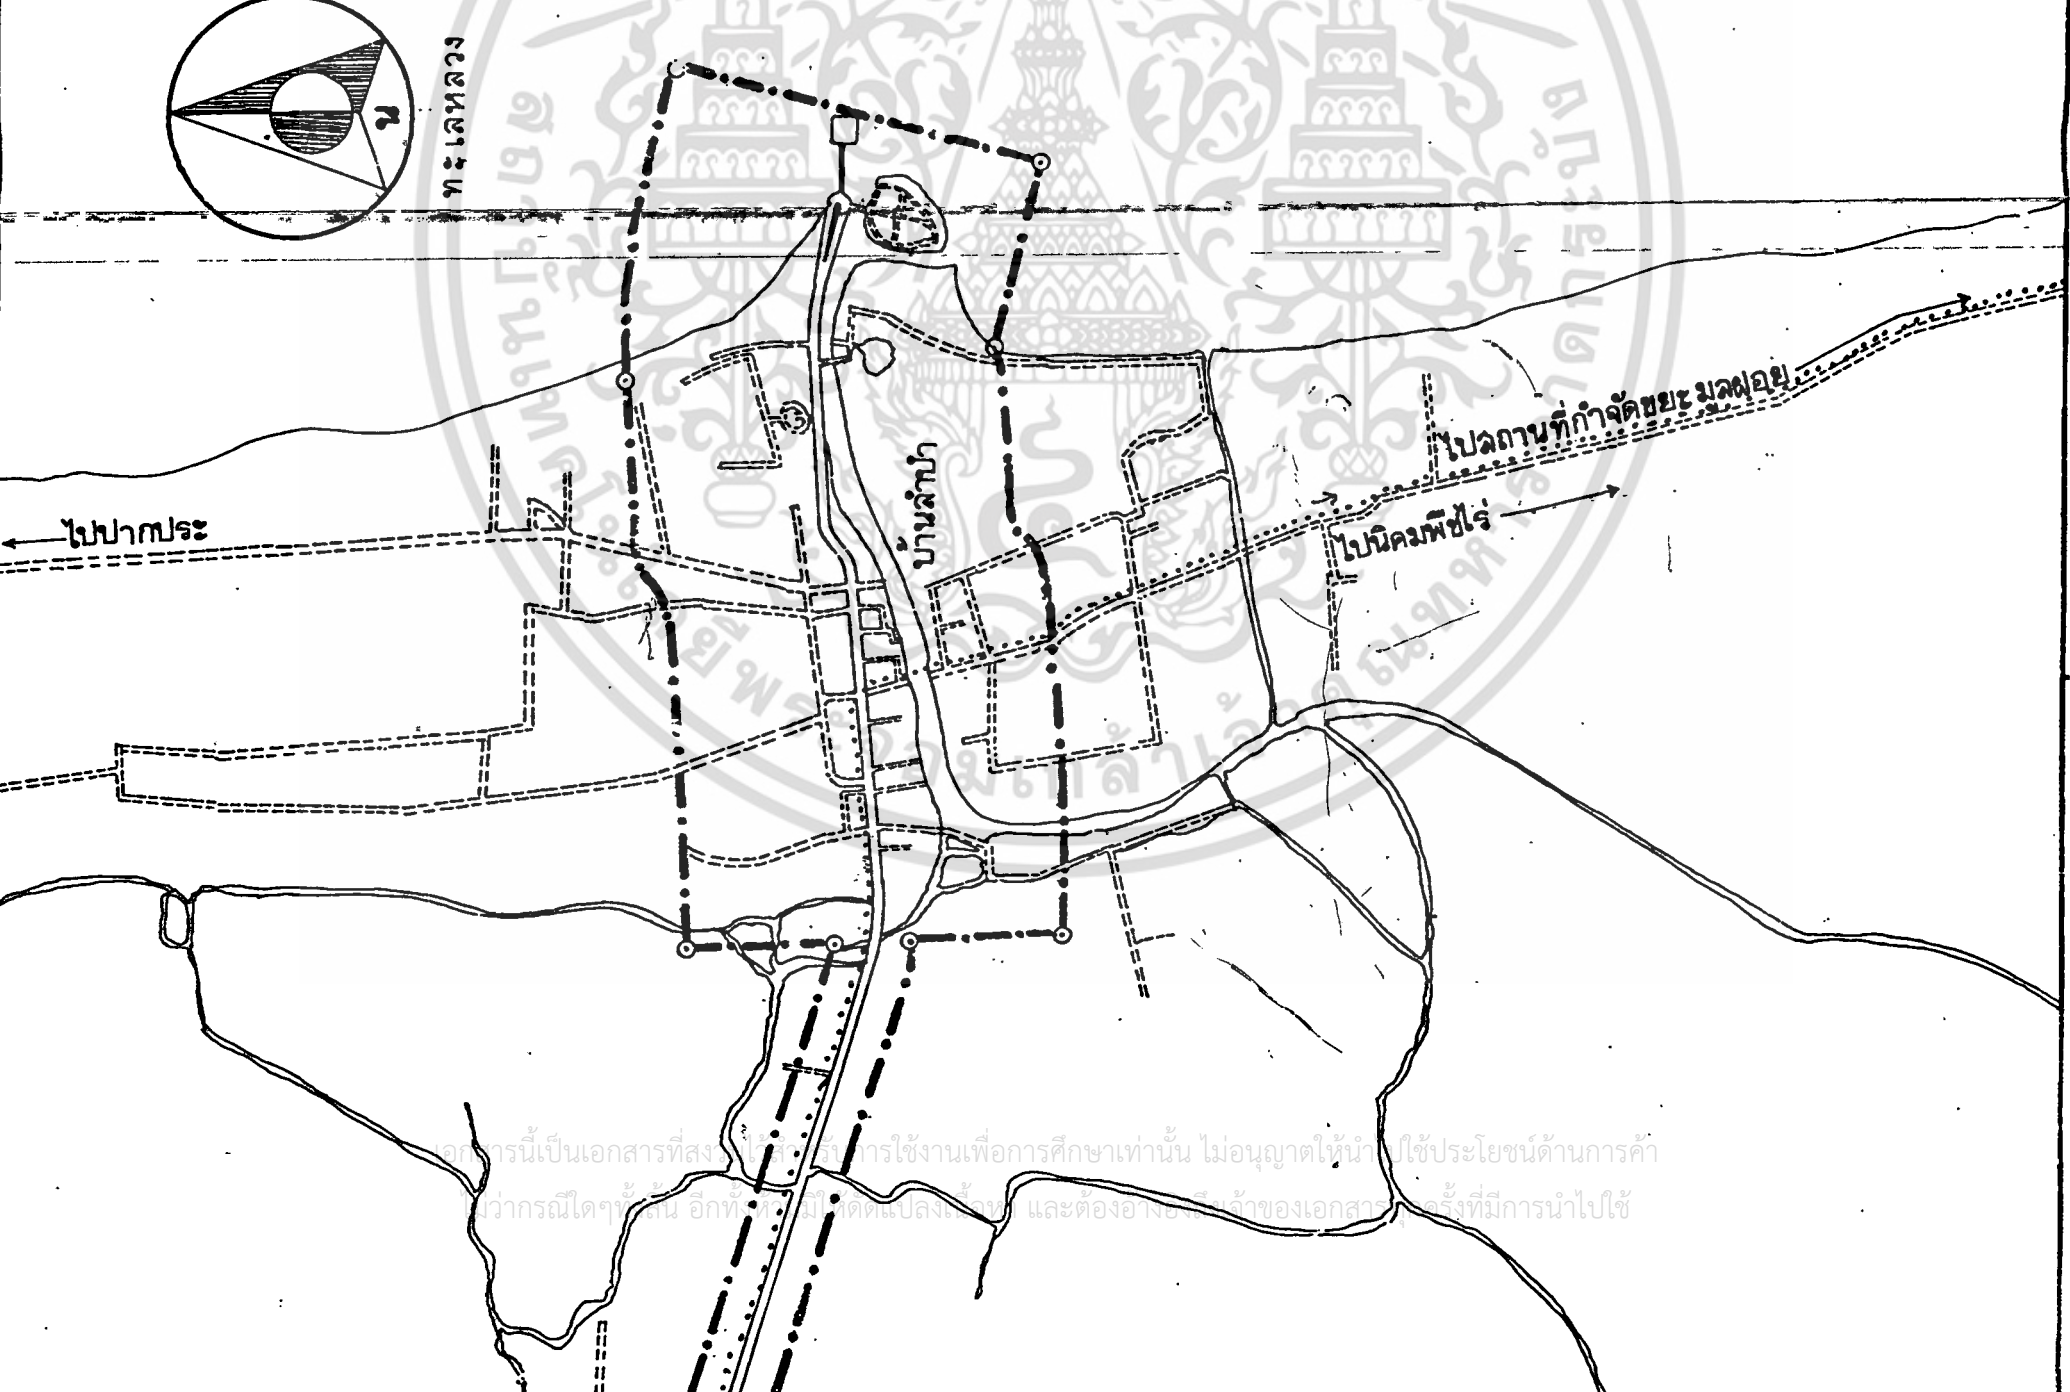 น
ทะเลหลวง
ไปปากประ
บ้านลำปำ
ไปสถานที่กำจัดขยะมูลฝอย
ไปนิคมพืชไร่
เอกสารนี้เป็นเอกสารที่สงวนไว้สำหรับการใช้งานเพื่อการศึกษาเท่านั้น ไม่อนุญาตให้นำไปใช้ประโยชน์ด้านการค้า
ไม่ว่ากรณีใดๆทั้งสิ้น อีกทั้งห้ามมิให้ดัดแปลงเนื้อหา และต้องอ้างอิงถึงเจ้าของเอกสารทุกครั้งที่มีการนำไปใช้